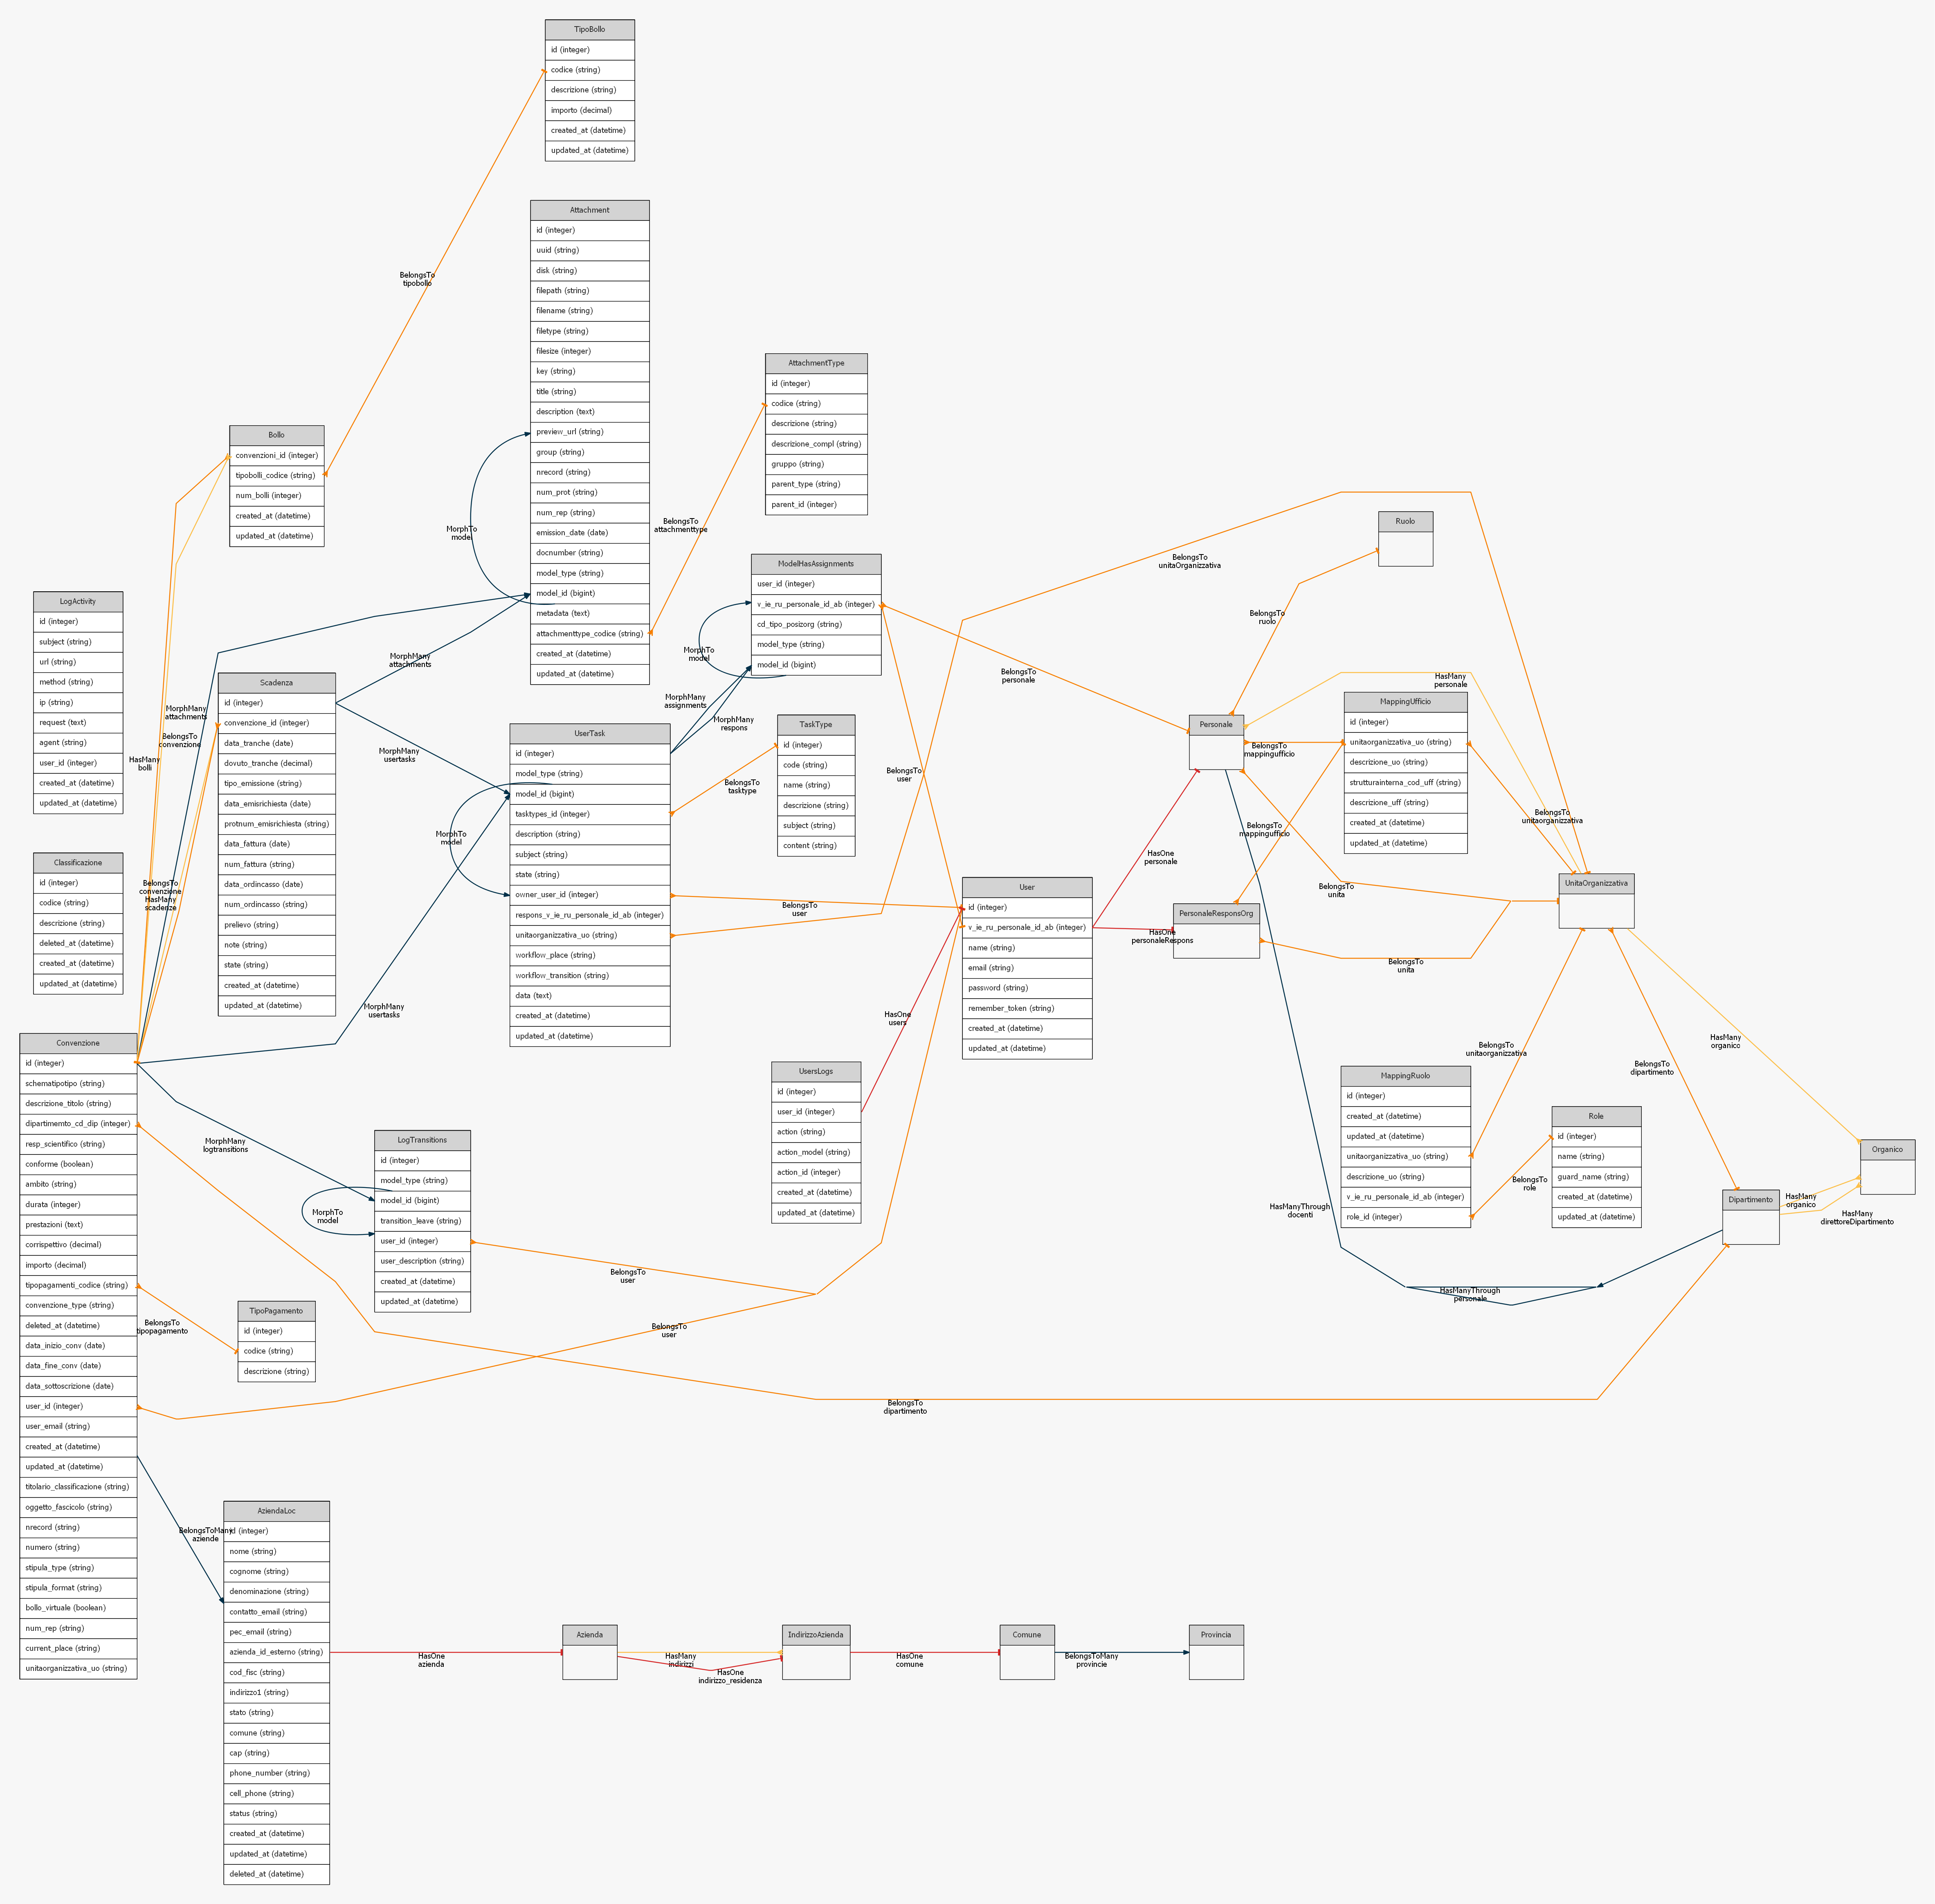 TipoBollo
id (integer)
codice (string)
descrizione (string)
importo (decimal)
created_at (datetime)
updated_at (datetime)
BelongsTo
tipobollo
Attachment
id (integer)
uuid (string)
disk (string)
filepath (string)
filename (string)
filetype (string)
filesize (integer)
key (string)
title (string)
description (text)
preview_url (string)
group (string)
nrecord (string)
num_prot (string)
num_rep (string)
emission_date (date)
docnumber (string)
model_type (string)
model_id (bigint)
metadata (text)
attachmenttype_codice (string)
created_at (datetime)
updated_at (datetime)
MorphTo
model
BelongsTo
attachmenttype
AttachmentType
id (integer)
codice (string)
descrizione (string)
descrizione_compl (string)
gruppo (string)
parent_type (string)
parent_id (integer)
Bollo
convenzioni_id (integer)
tipobolli_codice (string)
num_bolli (integer)
created_at (datetime)
updated_at (datetime)
LogActivity
id (integer)
subject (string)
url (string)
method (string)
ip (string)
request (text)
agent (string)
user_id (integer)
created_at (datetime)
updated_at (datetime)
MorphMany
attachments
BelongsTo
convenzione
HasMany
bolli
Scadenza
id (integer)
convenzione_id (integer)
data_tranche (date)
dovuto_tranche (decimal)
tipo_emissione (string)
data_emisrichiesta (date)
protnum_emisrichiesta (string)
data_fattura (date)
num_fattura (string)
data_ordincasso (date)
num_ordincasso (string)
prelievo (string)
note (string)
state (string)
created_at (datetime)
updated_at (datetime)
MorphMany
attachments
MorphMany
usertasks
ModelHasAssignments
user_id (integer)
v_ie_ru_personale_id_ab (integer)
cd_tipo_posizorg (string)
model_type (string)
model_id (bigint)
MorphTo
model
MorphMany
assignments
MorphMany
respons
UserTask
id (integer)
model_type (string)
model_id (bigint)
tasktypes_id (integer)
description (string)
subject (string)
state (string)
owner_user_id (integer)
respons_v_ie_ru_personale_id_ab (integer)
unitaorganizzativa_uo (string)
workflow_place (string)
workflow_transition (string)
data (text)
created_at (datetime)
updated_at (datetime)
MorphTo
model
BelongsTo
tasktype
TaskType
id (integer)
code (string)
name (string)
descrizione (string)
subject (string)
content (string)
BelongsTo
user
BelongsTo
user
BelongsTo
unitaOrganizzativa
BelongsTo
personale
Ruolo
BelongsTo
ruolo
Personale
HasMany
personale
BelongsTo
mappingufficio
MappingUfficio
id (integer)
unitaorganizzativa_uo (string)
descrizione_uo (string)
strutturainterna_cod_uff (string)
descrizione_uff (string)
created_at (datetime)
updated_at (datetime)
BelongsTo
unitaorganizzativa
BelongsTo
mappingufficio
HasOne
personale
BelongsTo
unita
UnitaOrganizzativa
User
id (integer)
v_ie_ru_personale_id_ab (integer)
name (string)
email (string)
password (string)
remember_token (string)
created_at (datetime)
updated_at (datetime)
HasOne
personaleRespons
PersonaleResponsOrg
BelongsTo
unita
Classificazione
id (integer)
codice (string)
descrizione (string)
deleted_at (datetime)
created_at (datetime)
updated_at (datetime)
BelongsTo
convenzione
HasMany
scadenze
MorphMany
usertasks
HasOne
users
UsersLogs
id (integer)
user_id (integer)
action (string)
action_model (string)
action_id (integer)
created_at (datetime)
updated_at (datetime)
Convenzione
id (integer)
schematipotipo (string)
descrizione_titolo (string)
dipartimemto_cd_dip (integer)
resp_scientifico (string)
conforme (boolean)
ambito (string)
durata (integer)
prestazioni (text)
corrispettivo (decimal)
importo (decimal)
tipopagamenti_codice (string)
convenzione_type (string)
deleted_at (datetime)
data_inizio_conv (date)
data_fine_conv (date)
data_sottoscrizione (date)
user_id (integer)
user_email (string)
created_at (datetime)
updated_at (datetime)
titolario_classificazione (string)
oggetto_fascicolo (string)
nrecord (string)
numero (string)
stipula_type (string)
stipula_format (string)
bollo_virtuale (boolean)
num_rep (string)
current_place (string)
unitaorganizzativa_uo (string)
MorphMany
logtransitions
LogTransitions
id (integer)
model_type (string)
model_id (bigint)
transition_leave (string)
user_id (integer)
user_description (string)
created_at (datetime)
updated_at (datetime)
MorphTo
model
BelongsTo
user
BelongsTo
user
BelongsTo
tipopagamento
TipoPagamento
id (integer)
codice (string)
descrizione (string)
BelongsTo
dipartimento
MappingRuolo
id (integer)
created_at (datetime)
updated_at (datetime)
unitaorganizzativa_uo (string)
descrizione_uo (string)
v_ie_ru_personale_id_ab (integer)
role_id (integer)
BelongsTo
unitaorganizzativa
BelongsTo
role
Role
id (integer)
name (string)
guard_name (string)
created_at (datetime)
updated_at (datetime)
BelongsTo
dipartimento
HasMany
organico
Organico
Dipartimento
HasMany
organico
HasMany
direttoreDipartimento
HasManyThrough
docenti
HasManyThrough
personale
BelongsToMany
aziende
AziendaLoc
id (integer)
nome (string)
cognome (string)
denominazione (string)
contatto_email (string)
pec_email (string)
azienda_id_esterno (string)
cod_fisc (string)
indirizzo1 (string)
stato (string)
comune (string)
cap (string)
phone_number (string)
cell_phone (string)
status (string)
created_at (datetime)
updated_at (datetime)
deleted_at (datetime)
HasOne
azienda
Azienda
HasMany
indirizzi
HasOne
indirizzo_residenza
IndirizzoAzienda
HasOne
comune
Comune
BelongsToMany
provincie
Provincia